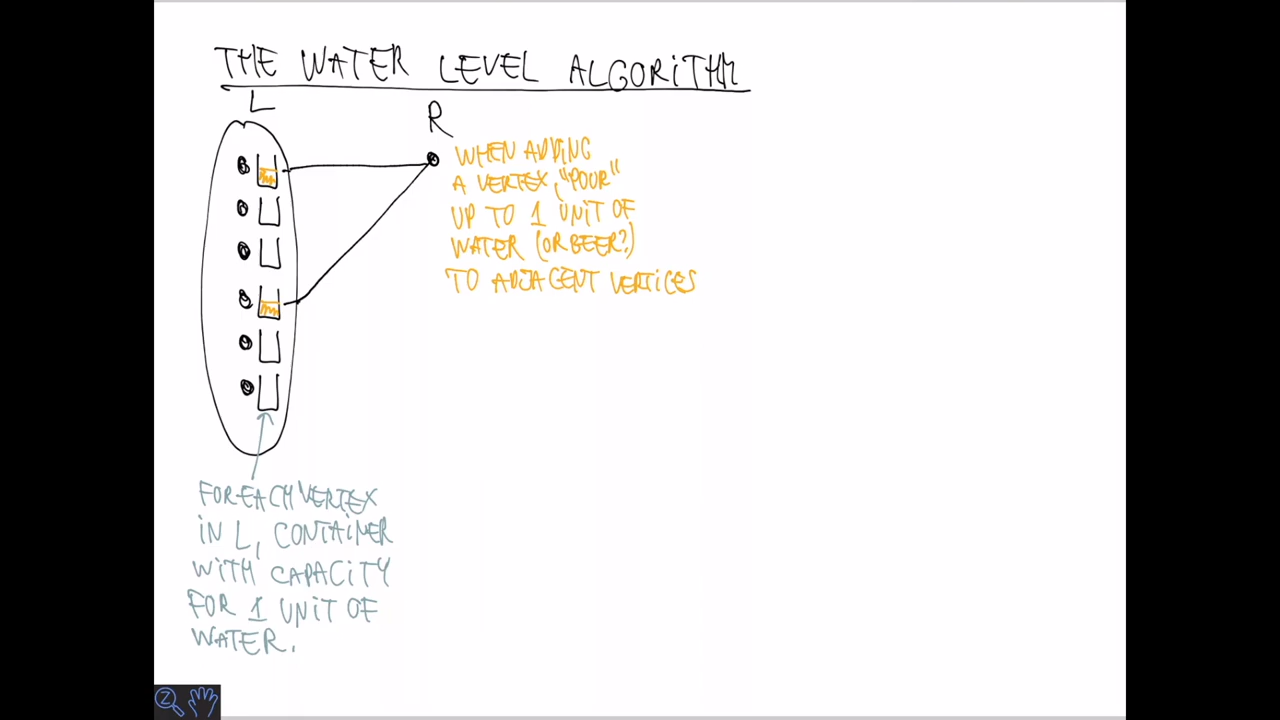 THE WATER LEVEL ALGORITHM
L
R
WHEN ADDING
A VERTEX, "POUR"
UP TO 1 UNIT OF
WATER (OR BEER?)
TO ADJACENT VERTICES
FOR EACH VERTEX
IN L, CONTAINER
WITH CAPACITY
FOR 1 UNIT OF
WATER.
Z